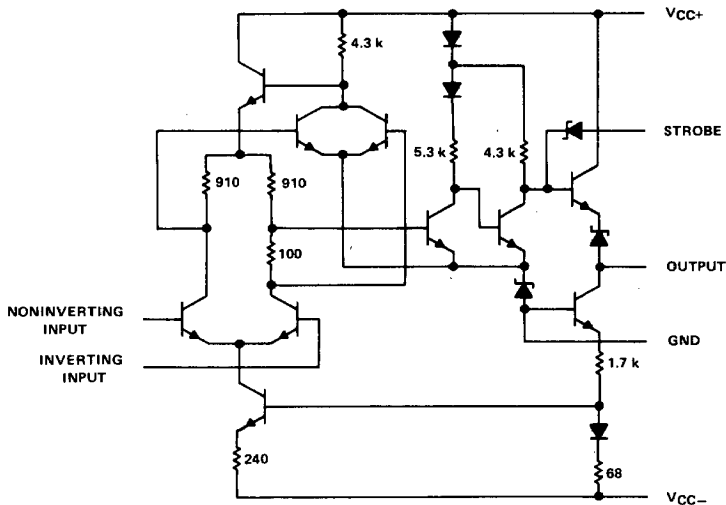 VCC+
4.3 k
STROBE
5.3 k
4.3 k
910
910
100
OUTPUT
NONINVERTING
INPUT
GND
INVERTING
INPUT
1.7 k
240
68
VCC–